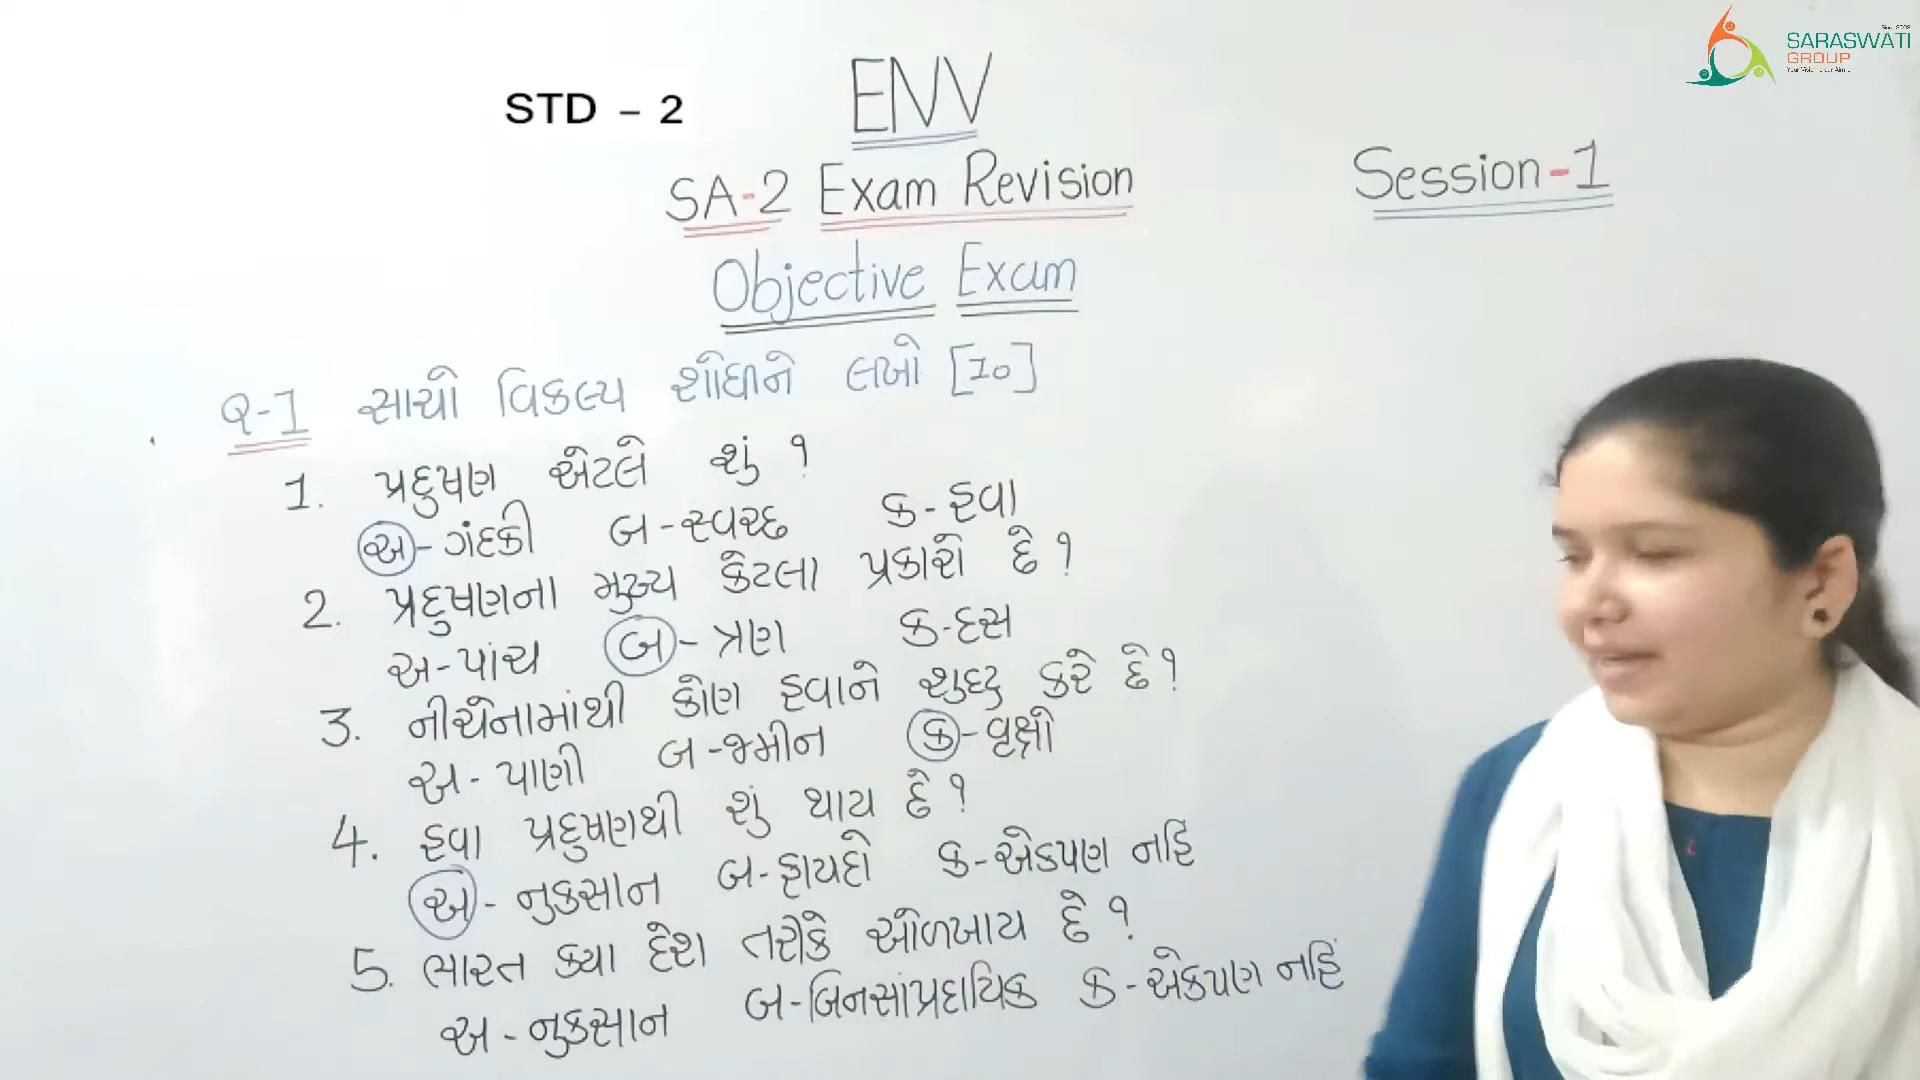 SARASWATI
GROUP
STD - 2
ENV
SA-2 Exam Revision
Session-1
Objective Exam
Q-1 સાચો વિકલ્પ શોધીને લખો [10]
1. પ્રદુષણ એટલે શું ?
અ-ગંદકી બ-સ્વચ્છ ક-હવા
2. પ્રદુષણના મુખ્ય કેટલા પ્રકારો છે ?
અ-પાંચ બ-ત્રણ ક-દસ
3. નીચેનામાંથી કોણ હવાને શુધ્ધ કરે છે ?
અ-પાણી બ-જમીન ક-વૃક્ષો
4. હવા પ્રદુષણથી શું થાય છે ?
અ-નુકસાન બ-ફાયદો ક-એકપણ નહિ
5. ભારત ક્યા દેશ તરીકે ઓળખાય છે ?
અ-નુકસાન બ-બિનસાંપ્રદાયિક ક-એકપણ નહિં